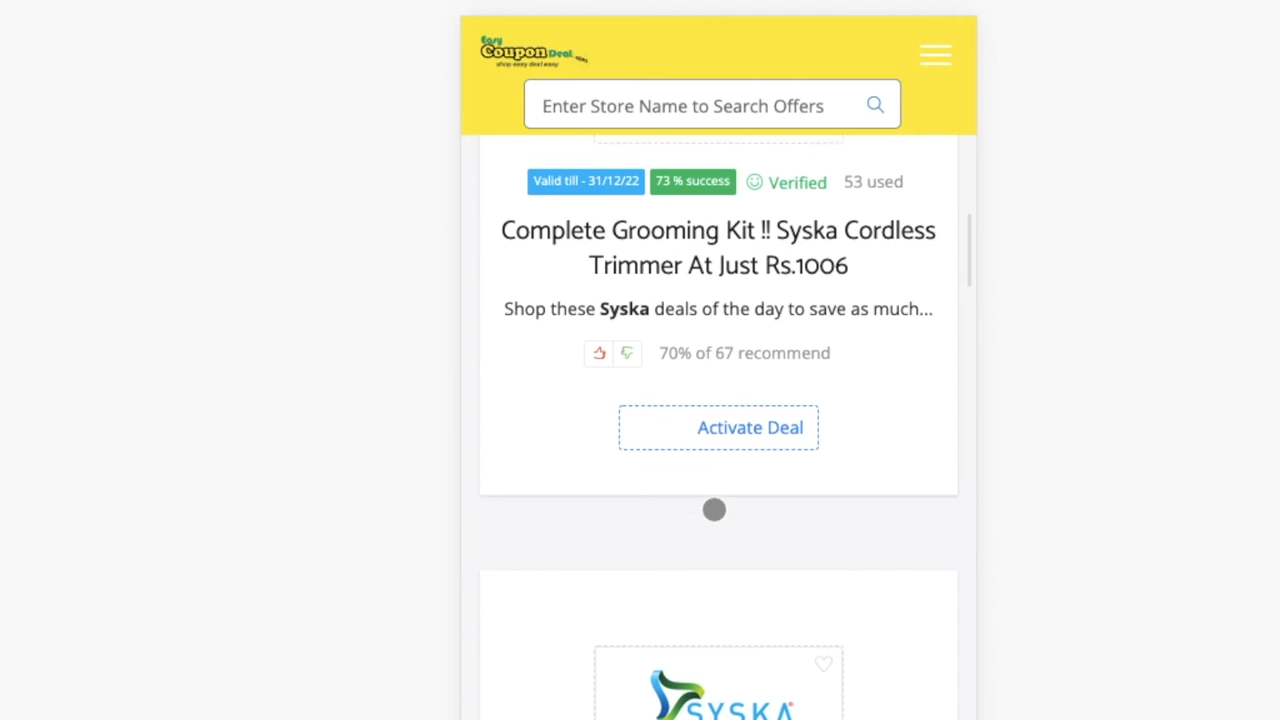 Easy
Coupon Deal
shop easy deal easy
Enter Store Name to Search Offers
Valid till - 31/12/22 73 % success Verified 53 used
Complete Grooming Kit !! Syska Cordless
Trimmer At Just Rs.1006
Shop these Syska deals of the day to save as much...
70% of 67 recommend
Activate Deal
SYSKA